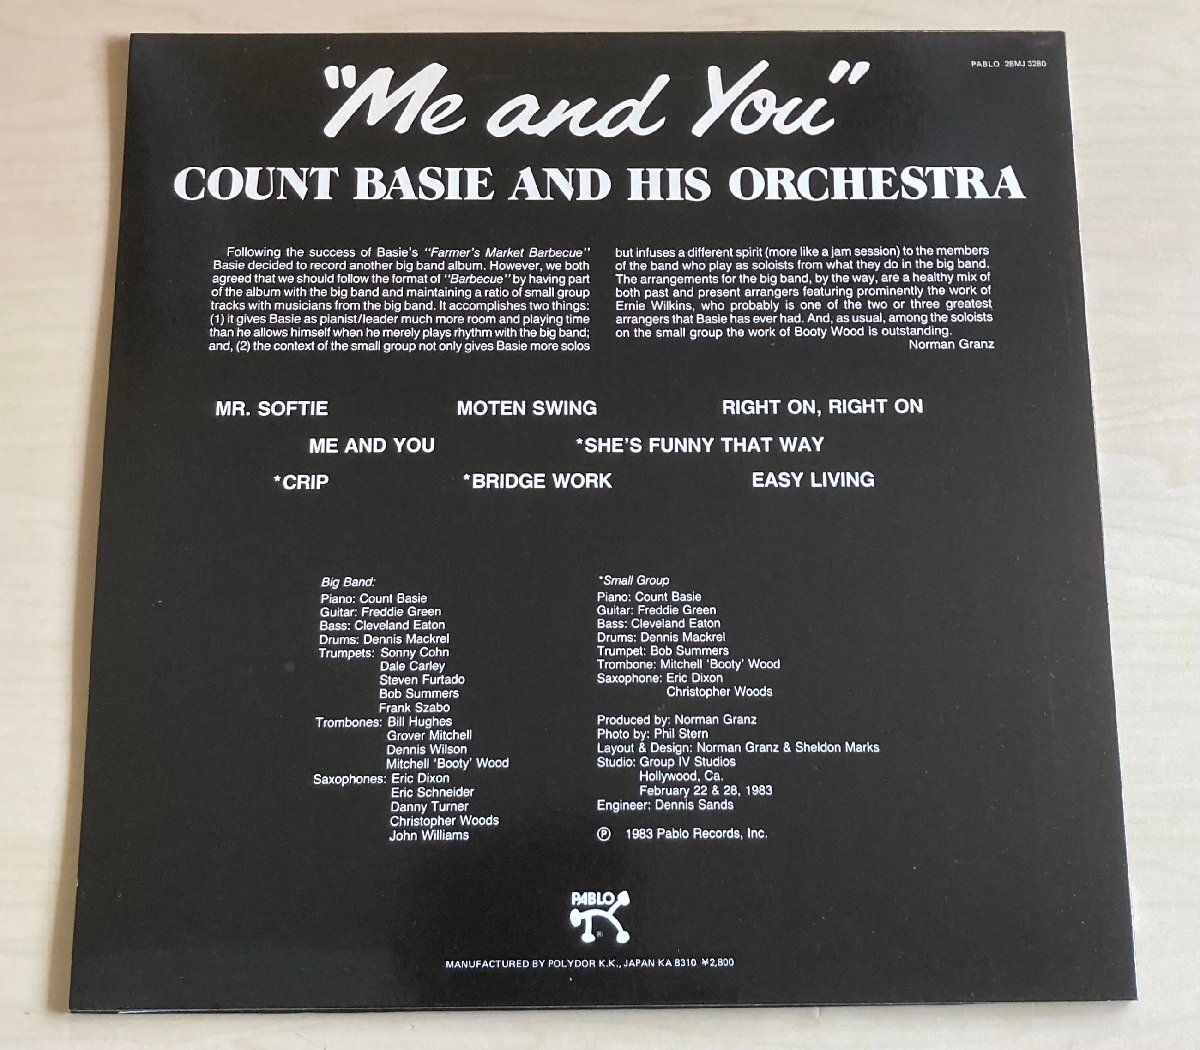 PABLO 28MJ 3280
"Me and You"
COUNT BASIE AND HIS ORCHESTRA
Following the success of Basie's "Farmer's Market Barbecue"
Basie decided to record another big band album. However, we both
agreed that we should follow the format of "Barbecue" by having part
of the album with the big band and maintaining a ratio of small group
tracks with musicians from the big band. It accomplishes two things:
(1) it gives Basie as pianist/leader much more room and playing time
than he allows himself when he merely plays rhythm with the big band;
and, (2) the context of the small group not only gives Basie more solos
but infuses a different spirit (more like a jam session) to the members
of the band who play as soloists from what they do in the big band.
The arrangements for the big band, by the way, are a healthy mix of
both past and present arrangers featuring prominently the work of
Ernie Wilkins, who probably is one of the two or three greatest
arrangers that Basie has ever had. And, as usual, among the soloists
on the small group the work of Booty Wood is outstanding.
Norman Granz
MR. SOFTIE MOTEN SWING RIGHT ON, RIGHT ON
ME AND YOU *SHE'S FUNNY THAT WAY
*CRIP *BRIDGE WORK EASY LIVING
Big Band:
Piano: Count Basie
Guitar: Freddie Green
Bass: Cleveland Eaton
Drums: Dennis Mackrel
Trumpets: Sonny Cohn
Dale Carley
Steven Furtado
Bob Summers
Frank Szabo
Trombones: Bill Hughes
Grover Mitchell
Dennis Wilson
Mitchell 'Booty' Wood
Saxophones: Eric Dixon
Eric Schneider
Danny Turner
Christopher Woods
John Williams
*Small Group
Piano: Count Basie
Guitar: Freddie Green
Bass: Cleveland Eaton
Drums: Dennis Mackrel
Trumpet: Bob Summers
Trombone: Mitchell 'Booty' Wood
Saxophone: Eric Dixon
Christopher Woods
Produced by: Norman Granz
Photo by: Phil Stern
Layout & Design: Norman Granz & Sheldon Marks
Studio: Group IV Studios
Hollywood, Ca.
February 22 & 28, 1983
Engineer: Dennis Sands
℗ 1983 Pablo Records, Inc.
PABLO
®
MANUFACTURED BY POLYDOR K.K., JAPAN KA 8310 ¥2,800